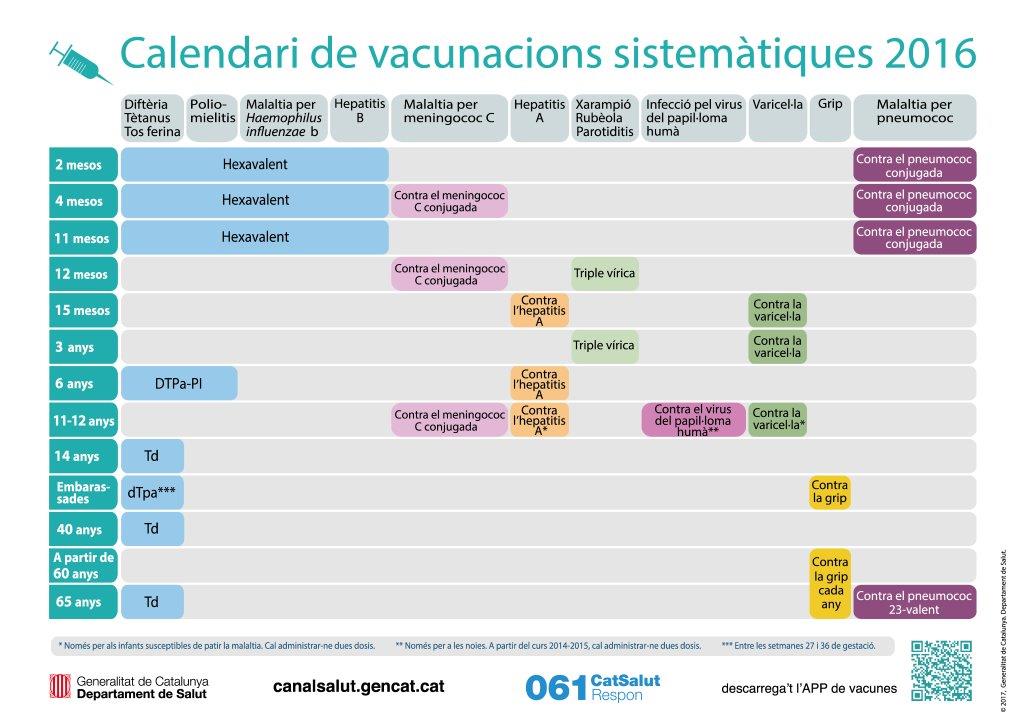 Calendari de vacunacions sistemàtiques 2016
Diftèria
Tètanus
Tos ferina
Polio-
mielitis
Malaltia per
Haemophilus
influenzae b
Hepatitis
B
Malaltia per
meningococ C
Hepatitis
A
Xarampió
Rubèola
Parotiditis
Infecció pel virus
del papil·loma
humà
Varicel·la
Grip
Malaltia per
pneumococ
2 mesos
Hexavalent
Contra el pneumococ
conjugada
4 mesos
Hexavalent
Contra el meningococ
C conjugada
Contra el pneumococ
conjugada
11 mesos
Hexavalent
Contra el pneumococ
conjugada
12 mesos
Contra el meningococ
C conjugada
Triple vírica
15 mesos
Contra
l'hepatitis
A
Contra la
varicel·la
3 anys
Triple vírica
Contra la
varicel·la
6 anys
DTPa-PI
Contra
l'hepatitis
A
11-12 anys
Contra el meningococ
C conjugada
Contra
l'hepatitis
A*
Contra el virus
del papil·loma
humà**
Contra la
varicel·la*
14 anys
Td
Embaras-
sades
dTpa***
Contra
la grip
40 anys
Td
A partir de
60 anys
Contra
la grip
cada
any
65 anys
Td
Contra el pneumococ
23-valent
* Només per als infants susceptibles de patir la malaltia. Cal administrar-ne dues dosis.
** Només per a les noies. A partir del curs 2014-2015, cal administrar-ne dues dosis.
*** Entre les setmanes 27 i 36 de gestació.
Generalitat de Catalunya
Departament de Salut
canalsalut.gencat.cat
061 CatSalut
Respon
descarrega't l'APP de vacunes
© 2017, Generalitat de Catalunya. Departament de Salut.